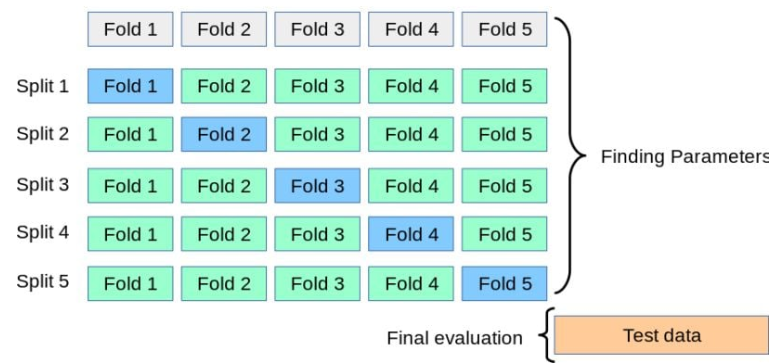 Fold 1 Fold 2 Fold 3 Fold 4 Fold 5
Split 1 Fold 1 Fold 2 Fold 3 Fold 4 Fold 5
Split 2 Fold 1 Fold 2 Fold 3 Fold 4 Fold 5
Finding Parameters
Split 3 Fold 1 Fold 2 Fold 3 Fold 4 Fold 5
Split 4 Fold 1 Fold 2 Fold 3 Fold 4 Fold 5
Split 5 Fold 1 Fold 2 Fold 3 Fold 4 Fold 5
Final evaluation Test data